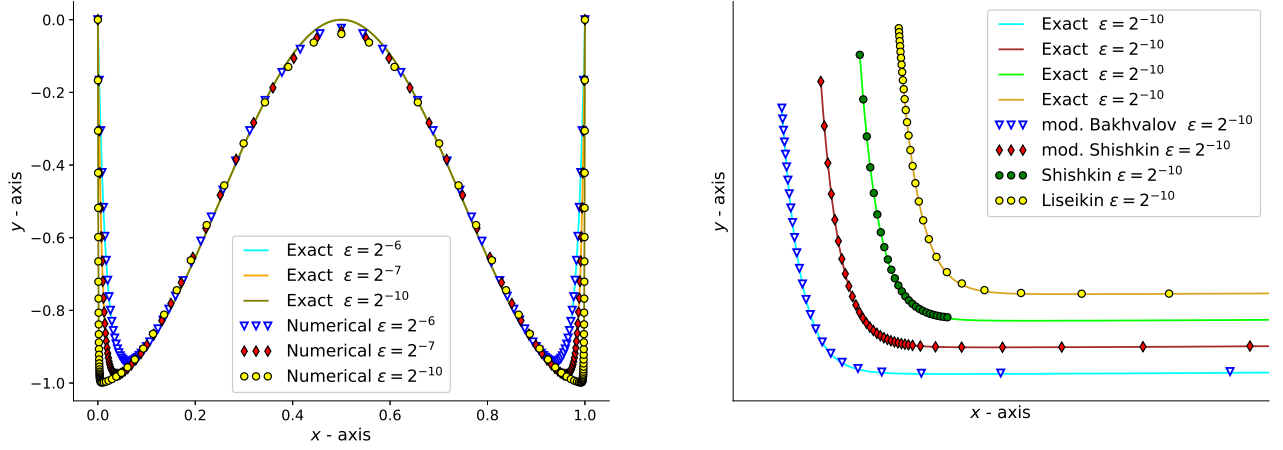 0.0
−0.2
−0.4
−0.6
−0.8
−1.0
y - axis
0.0 0.2 0.4 0.6 0.8 1.0
x - axis
Exact ε = 2⁻⁶
Exact ε = 2⁻⁷
Exact ε = 2⁻¹⁰
Numerical ε = 2⁻⁶
Numerical ε = 2⁻⁷
Numerical ε = 2⁻¹⁰
y - axis
x - axis
Exact ε = 2⁻¹⁰
Exact ε = 2⁻¹⁰
Exact ε = 2⁻¹⁰
Exact ε = 2⁻¹⁰
mod. Bakhvalov ε = 2⁻¹⁰
mod. Shishkin ε = 2⁻¹⁰
Shishkin ε = 2⁻¹⁰
Liseikin ε = 2⁻¹⁰